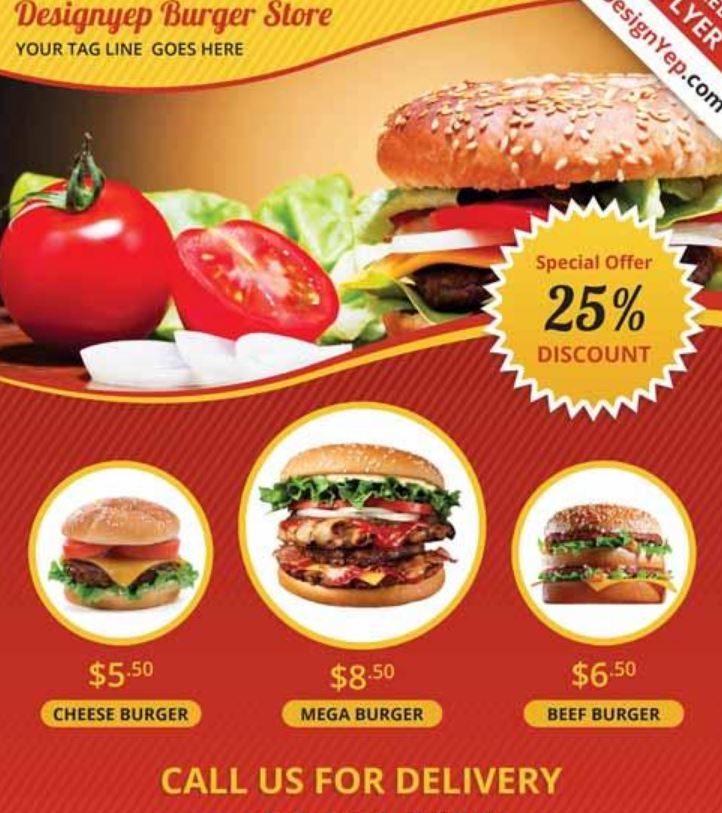 Designyep Burger Store
YOUR TAG LINE GOES HERE
DesignYep.com
Special Offer
25%
DISCOUNT
$5.50
$8.50
$6.50
CHEESE BURGER
MEGA BURGER
BEEF BURGER
CALL US FOR DELIVERY